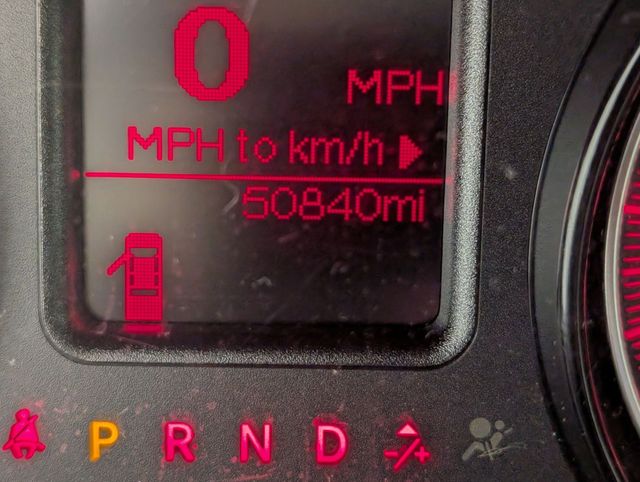 0
MPH
MPH to km/h
50840mi
P R N D -/+